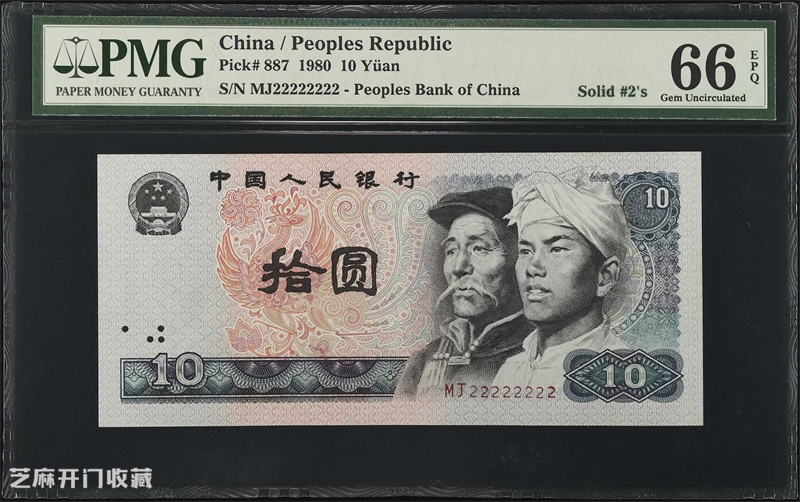 PMG
PAPER MONEY GUARANTY
China / Peoples Republic
Pick# 887 1980 10 Yüan
S/N MJ22222222 - Peoples Bank of China
Solid #2's
66
EPQ
Gem Uncirculated
中国人民银行
10
拾圆
10
MJ22222222
10
芝麻开门收藏